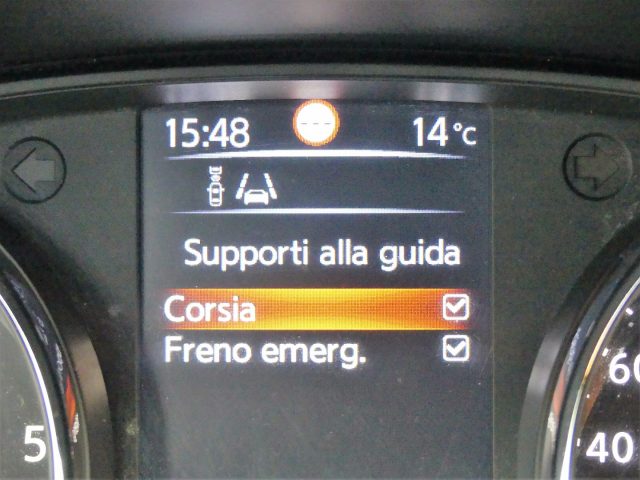 15:48 --- 14°C
Supporti alla guida
Corsia
Freno emerg.
5
60
40